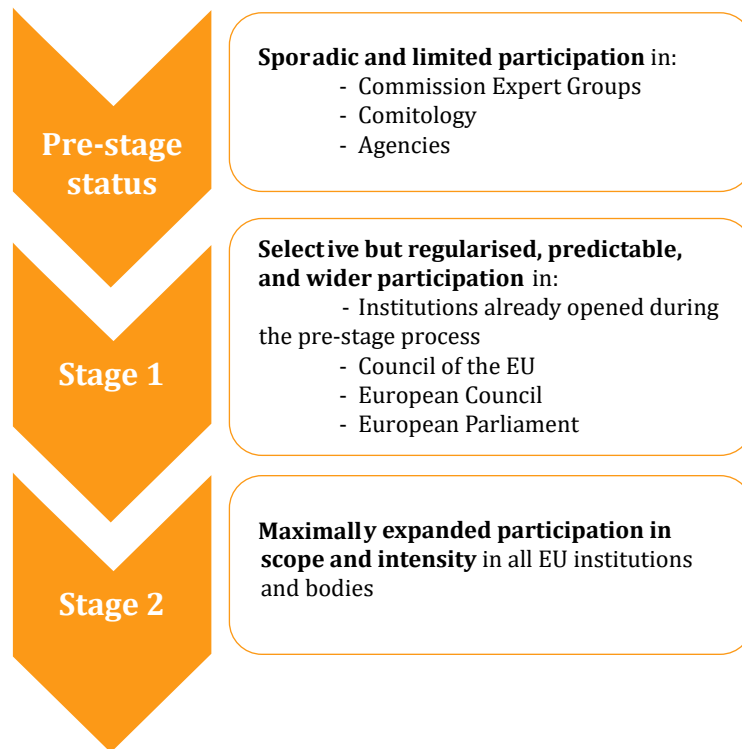 Pre-stage
status
Sporadic and limited participation in:
- Commission Expert Groups
- Comitology
- Agencies
Stage 1
Selective but regularised, predictable,
and wider participation in:
- Institutions already opened during
the pre-stage process
- Council of the EU
- European Council
- European Parliament
Stage 2
Maximally expanded participation in
scope and intensity in all EU institutions
and bodies